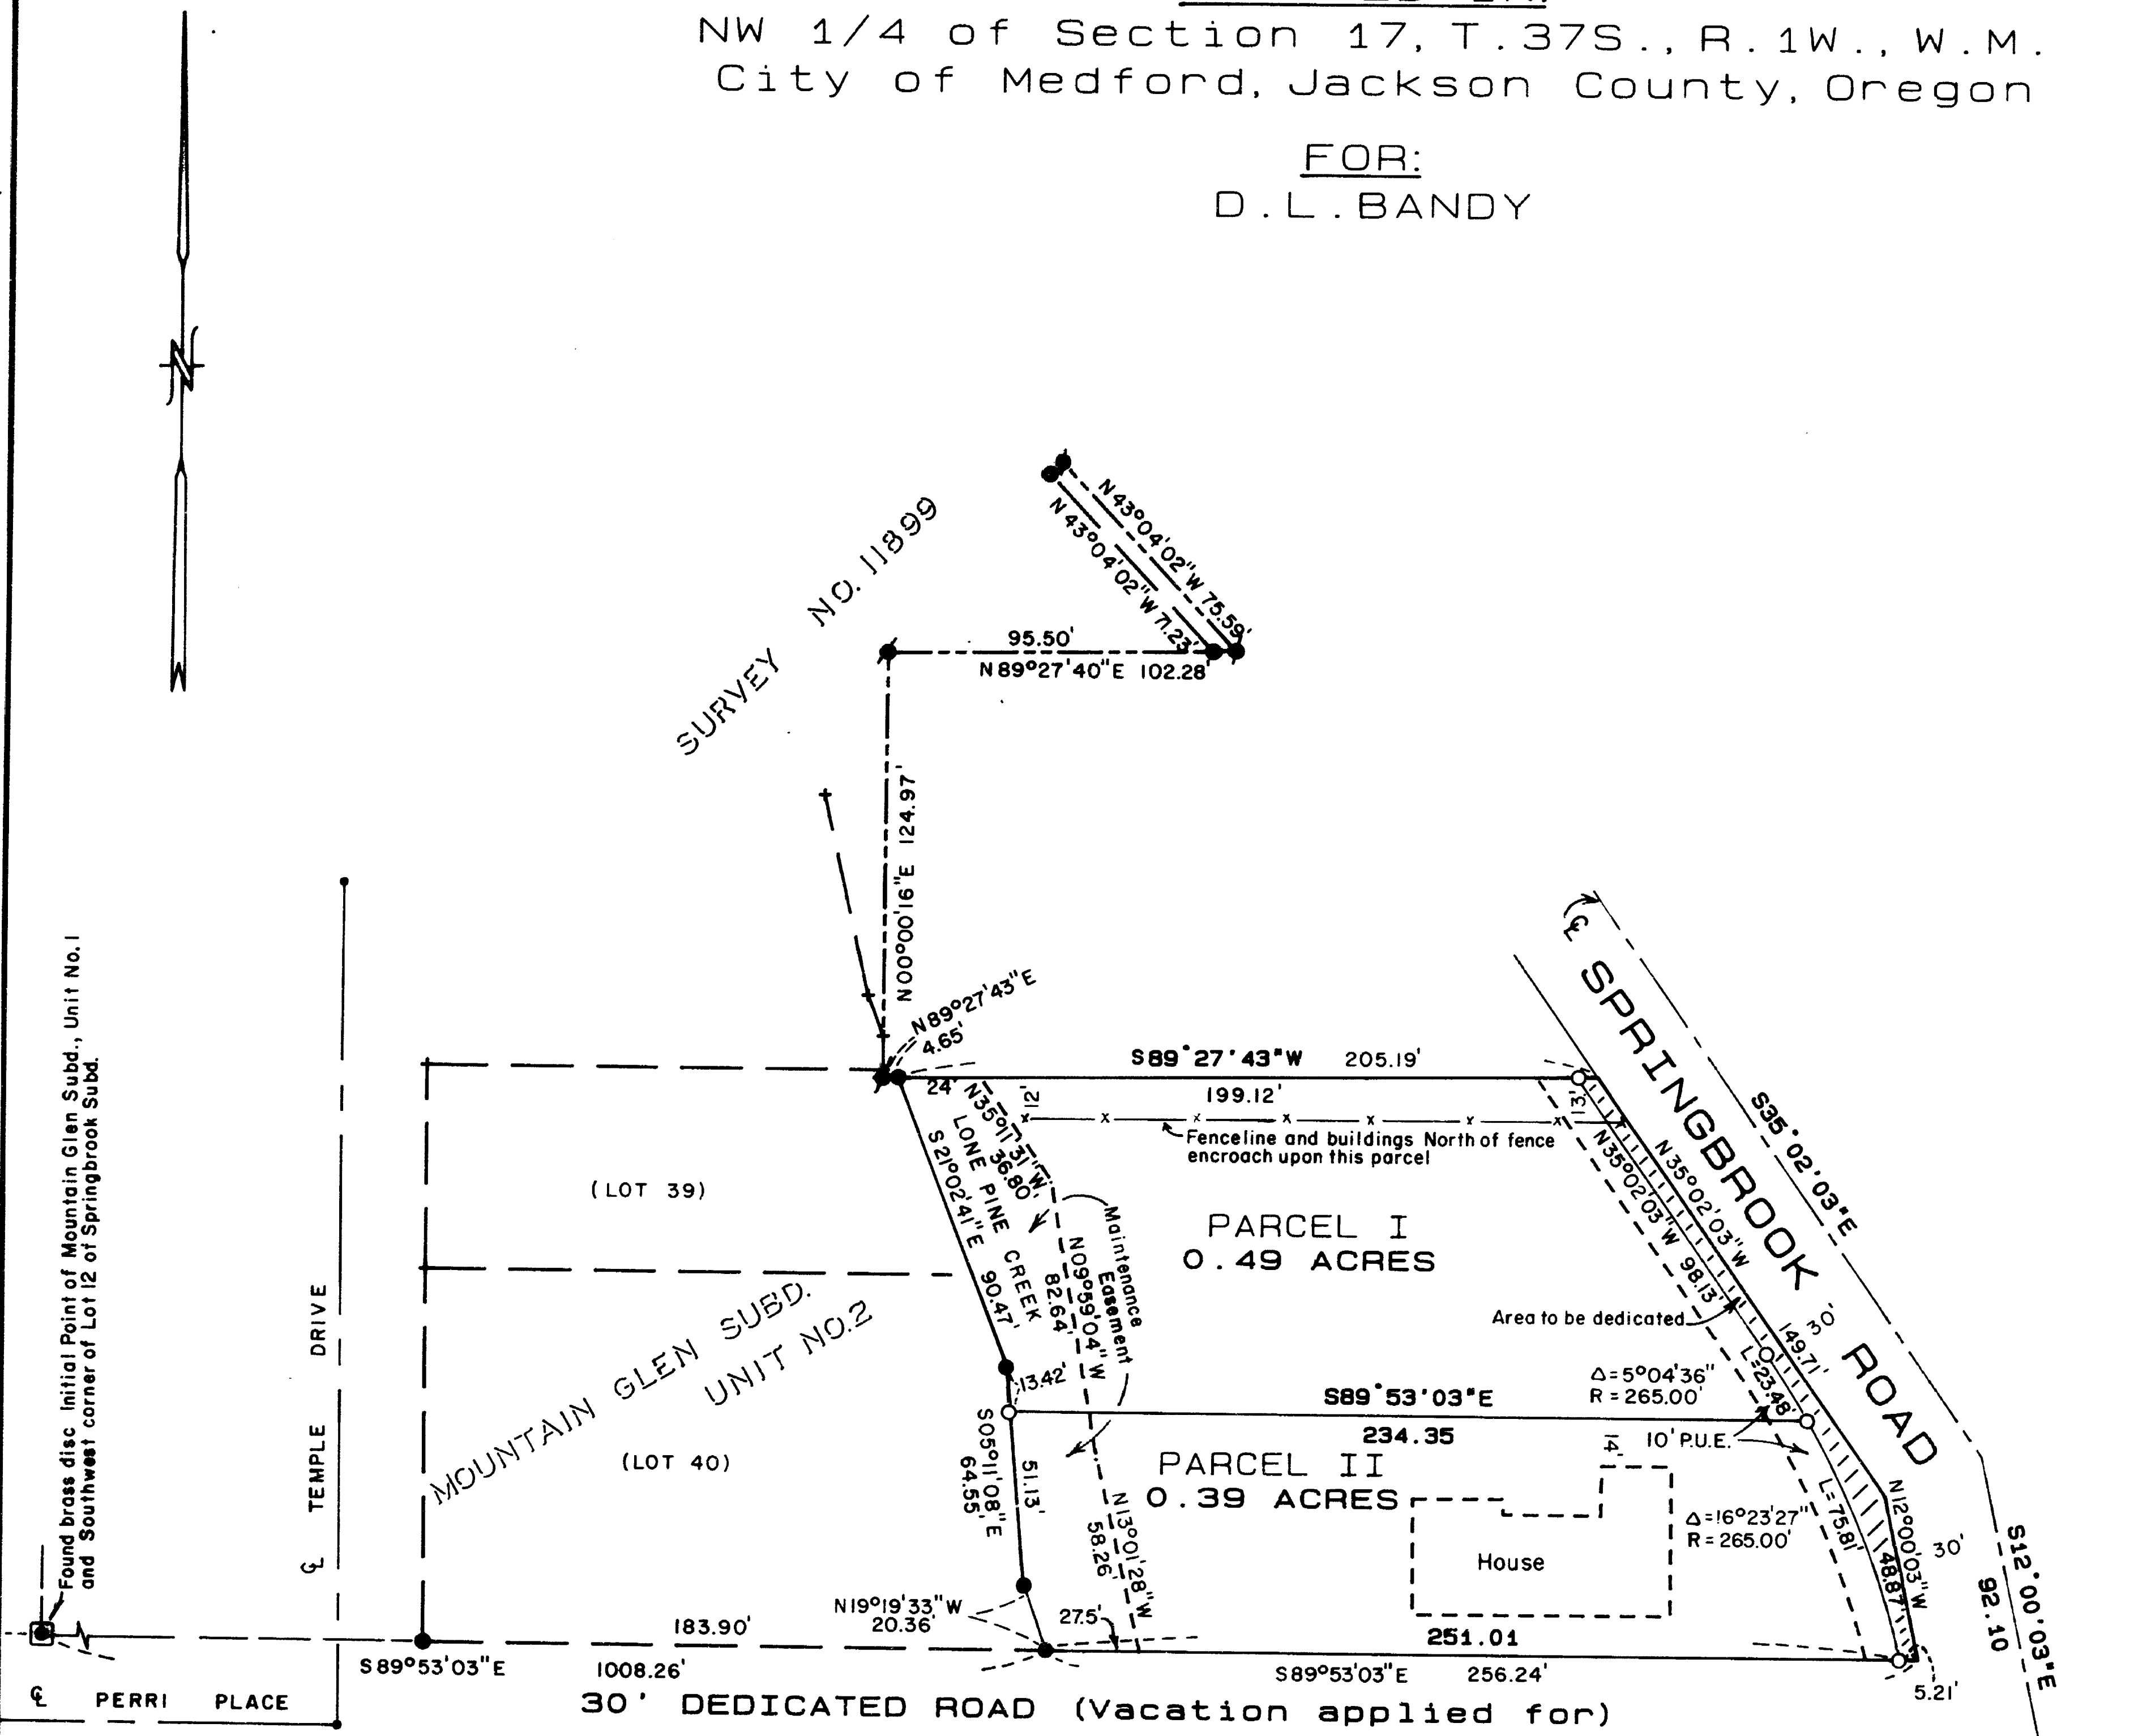 NW 1/4 of Section 17, T.37S., R.1W., W.M.
City of Medford, Jackson County, Oregon
FOR:
D.L.BANDY
N
SURVEY NO. 11899
N43°04'02"W 75.59'
N43°04'02"W 71.23'
95.50'
N89°27'40"E 102.28'
N00°00'16"E 124.97'
N89°27'43"E
4.65'
Found brass disc Initial Point of Mountain Glen Subd., Unit No.1
and Southwest corner of Lot 12 of Springbrook Subd.
℄ TEMPLE DRIVE
℄ SPRINGBROOK ROAD
S35°02'03"E
S89°27'43"W 205.19'
24'
12'
199.12'
13'
Fenceline and buildings North of fence
encroach upon this parcel
N35°11'31"W
36.80'
LONE PINE CREEK
S21°02'41"E 90.47'
(LOT 39)
PARCEL I
0.49 ACRES
Maintenance
Easement
N09°59'04"W
82.64'
N35°02'03"W 98.13'
N35°02'03"W
149.71'
30'
Area to be dedicated
L=23.48'
Δ=5°04'36"
R=265.00'
MOUNTAIN GLEN SUBD.
UNIT NO.2
13.42'
S89°53'03"E
234.35
10' P.U.E.
(LOT 40)
S05°11'08"E
64.55'
51.13'
PARCEL II
0.39 ACRES
14'
House
Δ=16°23'27"
R=265.00'
L=75.81'
N12°00'03"W
48.87'
30'
S12°00'03"E
92.10
N13°01'28"W
58.26'
N19°19'33"W
20.36'
27.5'
183.90'
251.01
S89°53'03"E 1008.26'
S89°53'03"E 256.24'
5.21'
℄ PERRI PLACE
30' DEDICATED ROAD (Vacation applied for)